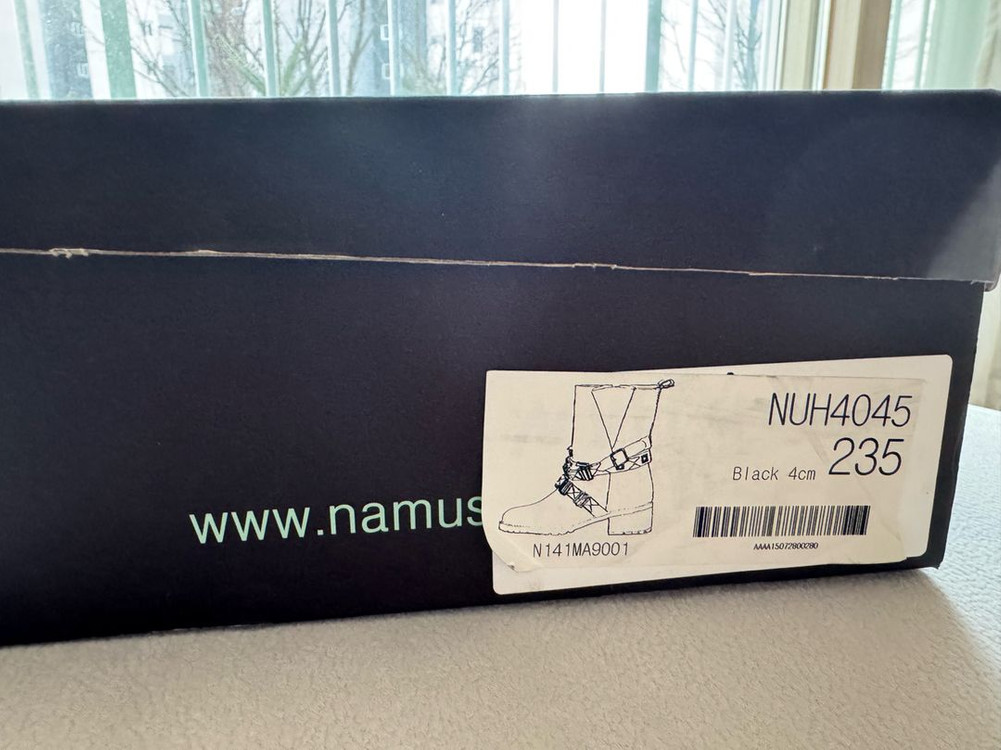 www.namus
NUH4045
235
Black 4cm
N141MA9001
AAAA15072800280